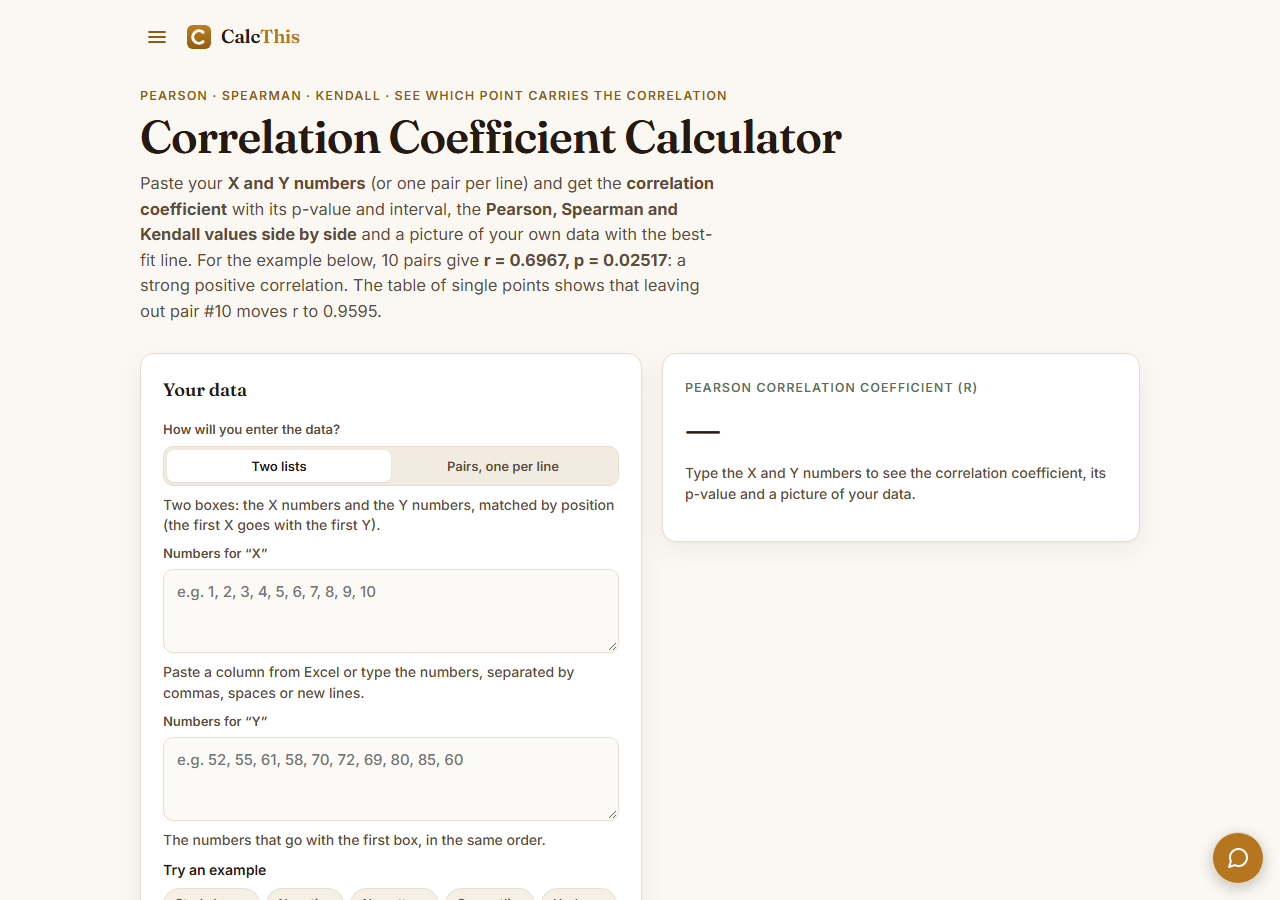 CalcThis
PEARSON · SPEARMAN · KENDALL · SEE WHICH POINT CARRIES THE CORRELATION
Correlation Coefficient Calculator
Paste your X and Y numbers (or one pair per line) and get the correlation
coefficient with its p-value and interval, the Pearson, Spearman and
Kendall values side by side and a picture of your own data with the best-
fit line. For the example below, 10 pairs give r = 0.6967, p = 0.02517: a
strong positive correlation. The table of single points shows that leaving
out pair #10 moves r to 0.9595.
Your data
How will you enter the data?
Two lists
Pairs, one per line
Two boxes: the X numbers and the Y numbers, matched by position
(the first X goes with the first Y).
Numbers for “X”
e.g. 1, 2, 3, 4, 5, 6, 7, 8, 9, 10
Paste a column from Excel or type the numbers, separated by
commas, spaces or new lines.
Numbers for “Y”
e.g. 52, 55, 61, 58, 70, 72, 69, 80, 85, 60
The numbers that go with the first box, in the same order.
Try an example
PEARSON CORRELATION COEFFICIENT (R)
—
Type the X and Y numbers to see the correlation coefficient, its
p-value and a picture of your data.